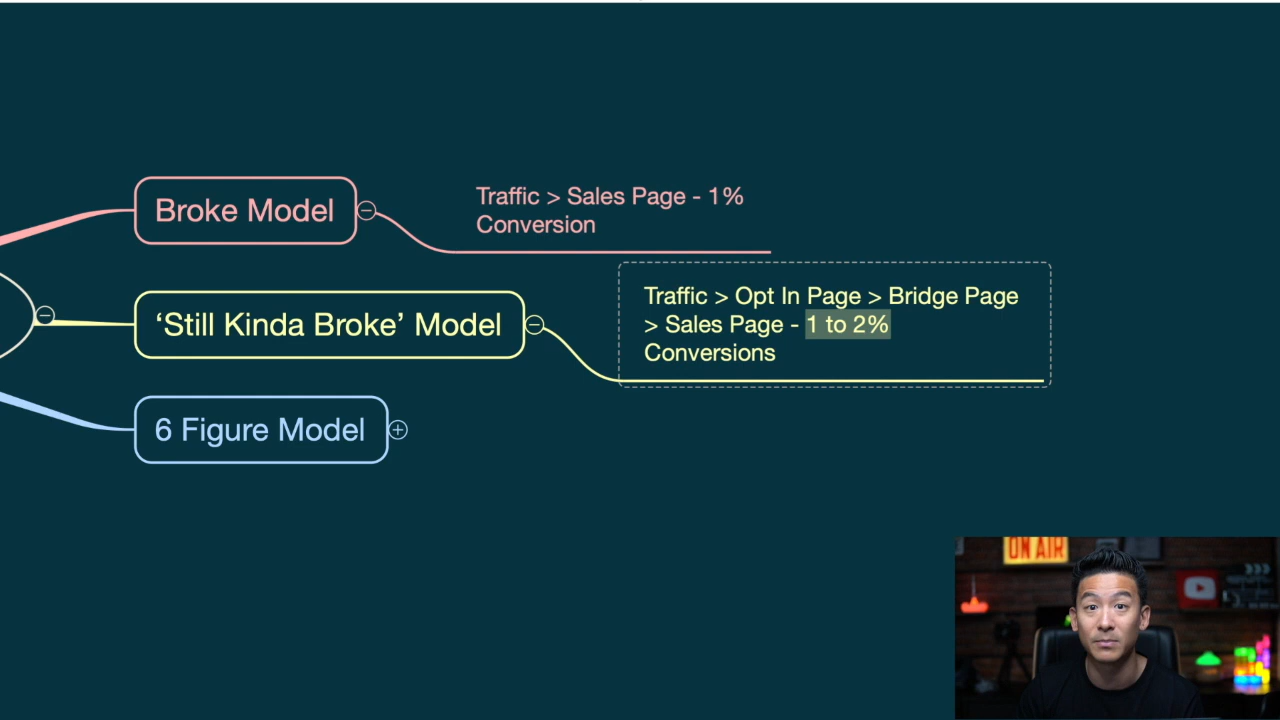 Broke Model
Traffic > Sales Page - 1%
Conversion
‘Still Kinda Broke’ Model
Traffic > Opt In Page > Bridge Page
> Sales Page - 1 to 2%
Conversions
6 Figure Model
ON AIR